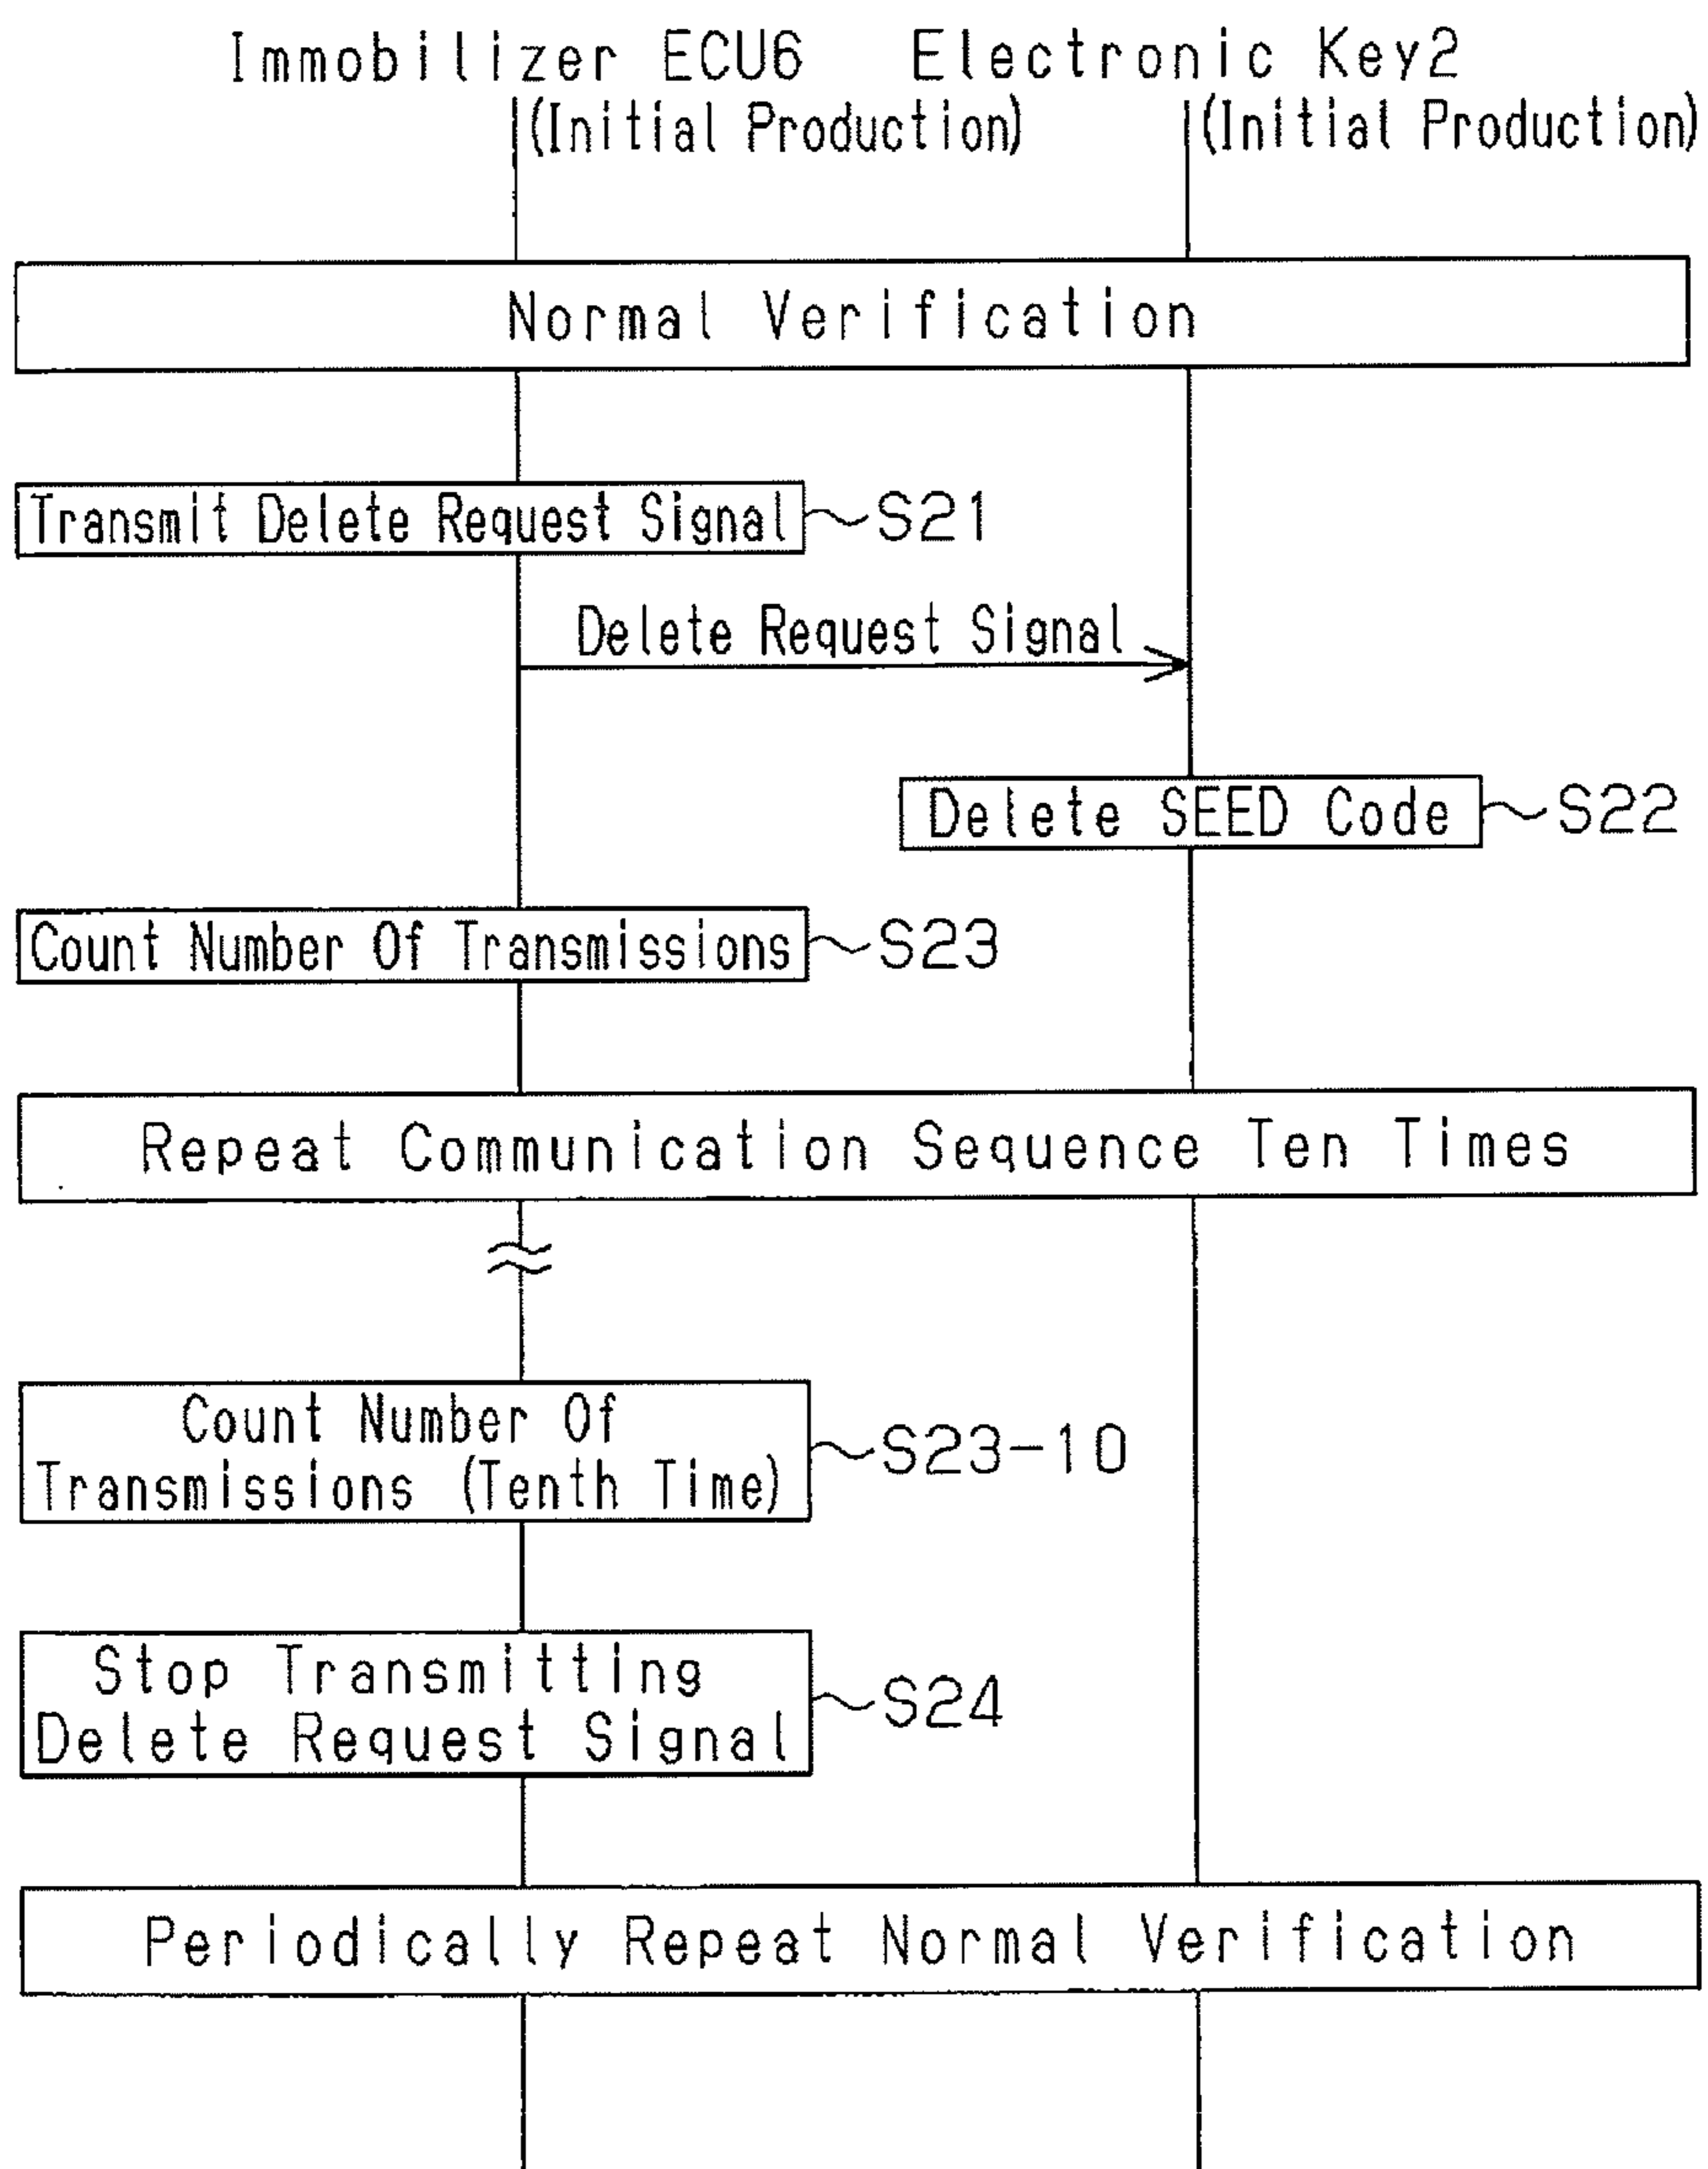 Immobilizer ECU6 Electronic Key2
(Initial Production) (Initial Production)
Normal Verification
Transmit Delete Request Signal S21
Delete Request Signal
Delete SEED Code S22
Count Number Of Transmissions S23
Repeat Communication Sequence Ten Times
Count Number Of
Transmissions (Tenth Time) S23-10
Stop Transmitting
Delete Request Signal S24
Periodically Repeat Normal Verification